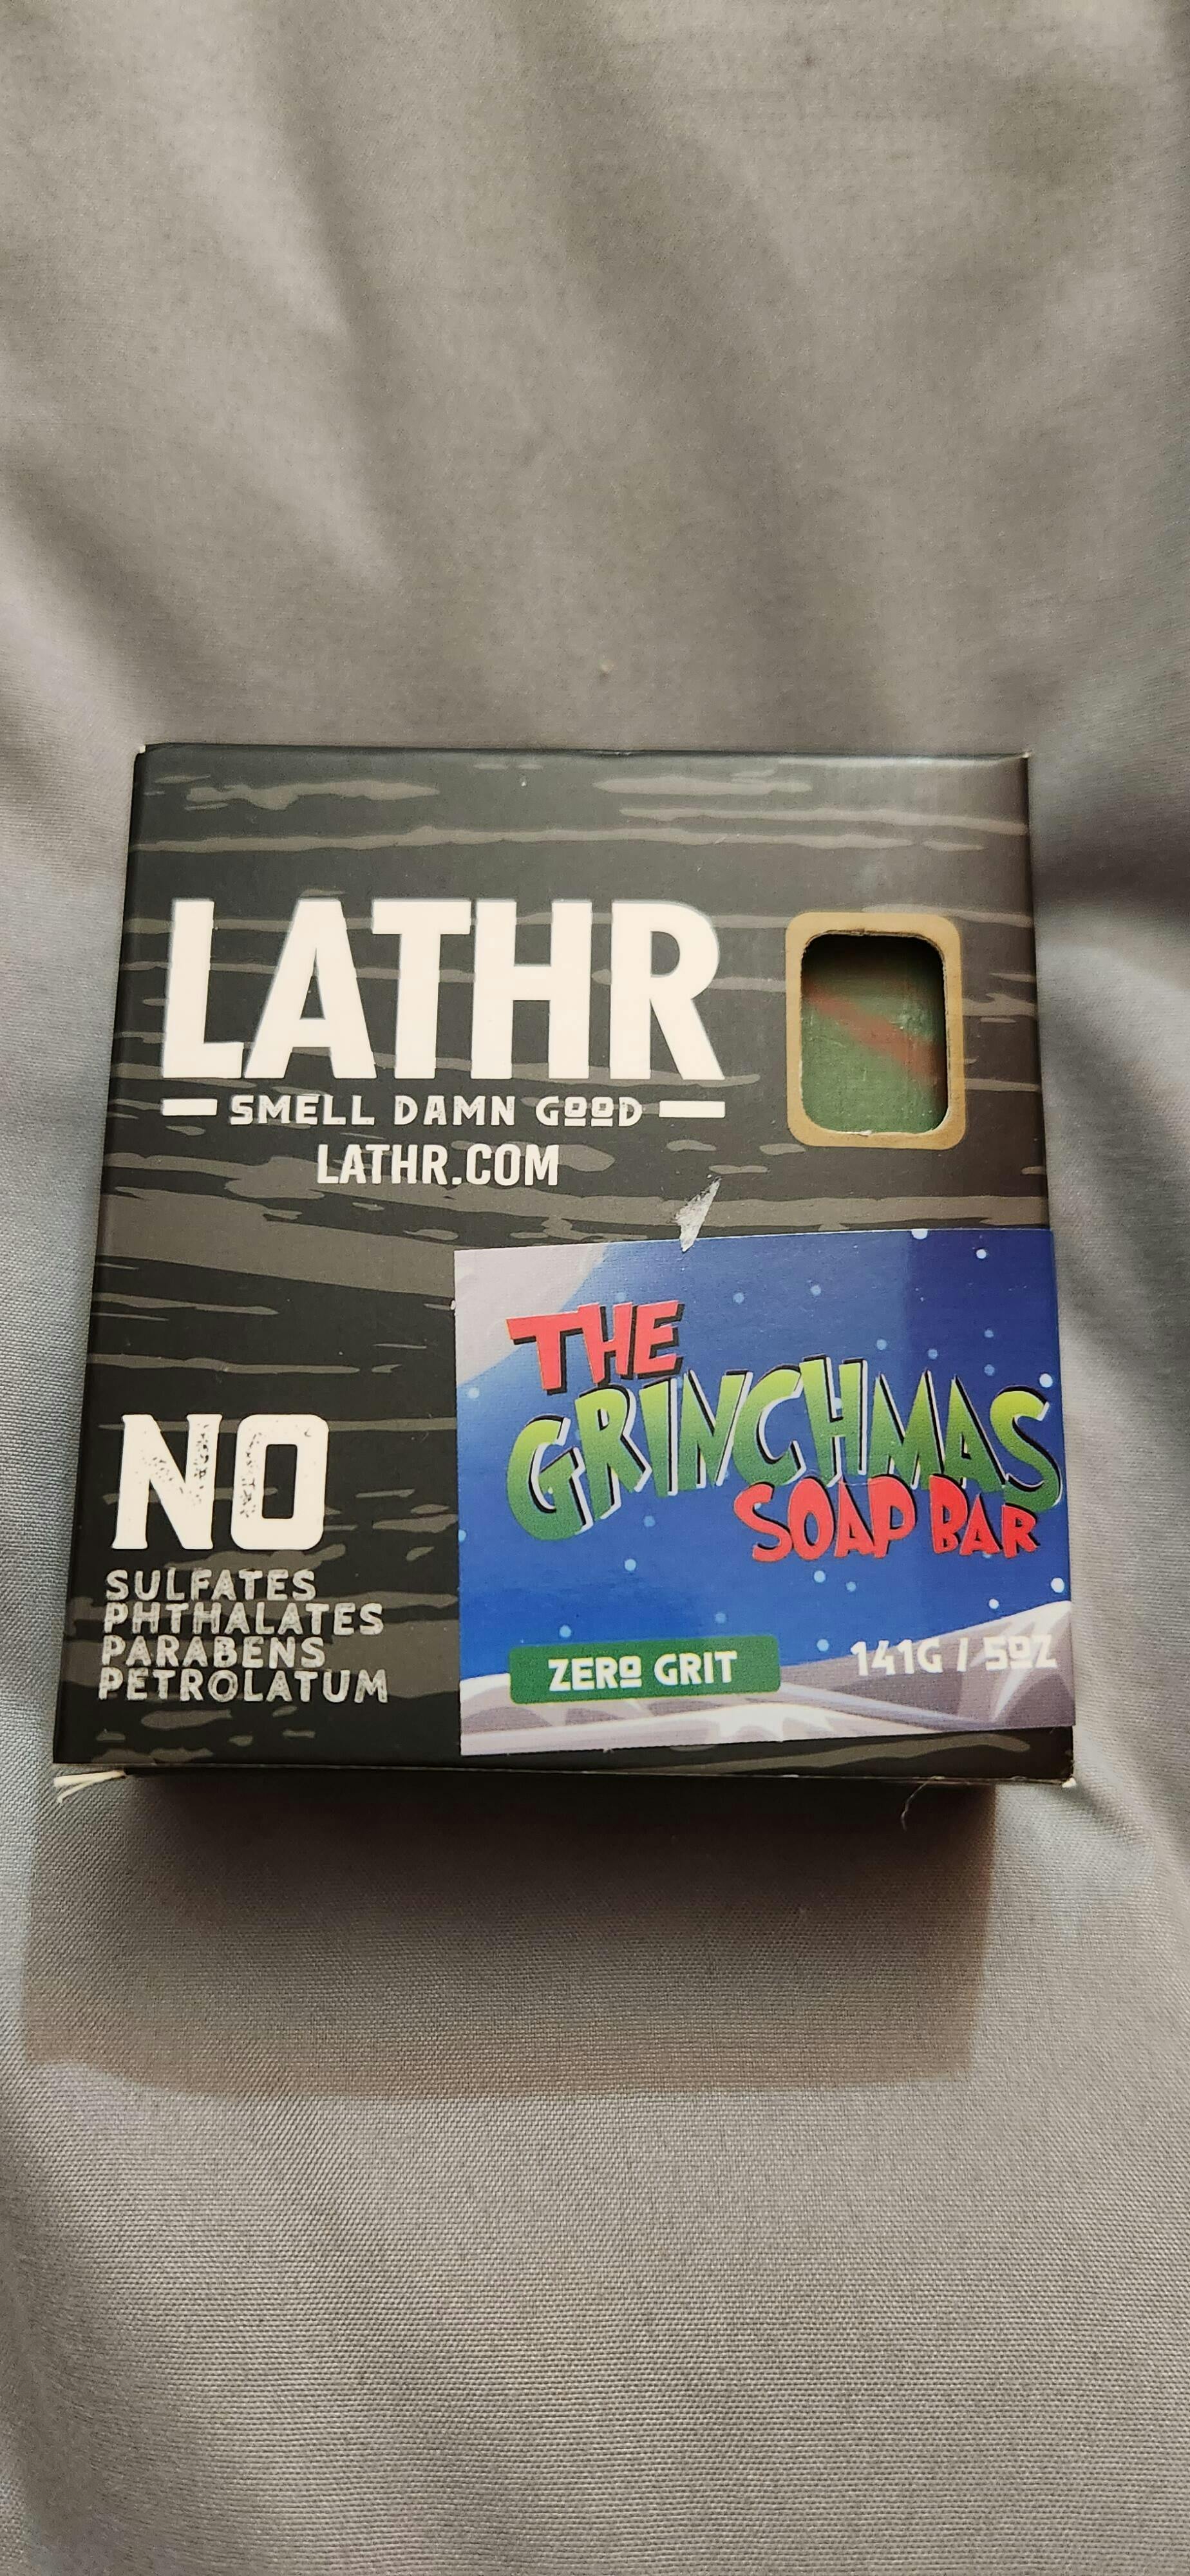 LATHR
SMELL DAMN GOOD
LATHR.COM
THE
GRINCHMAS
SOAP BAR
NO
SULFATES
PHTHALATES
PARABENS
PETROLATUM
ZERO GRIT
141G / 5OZ